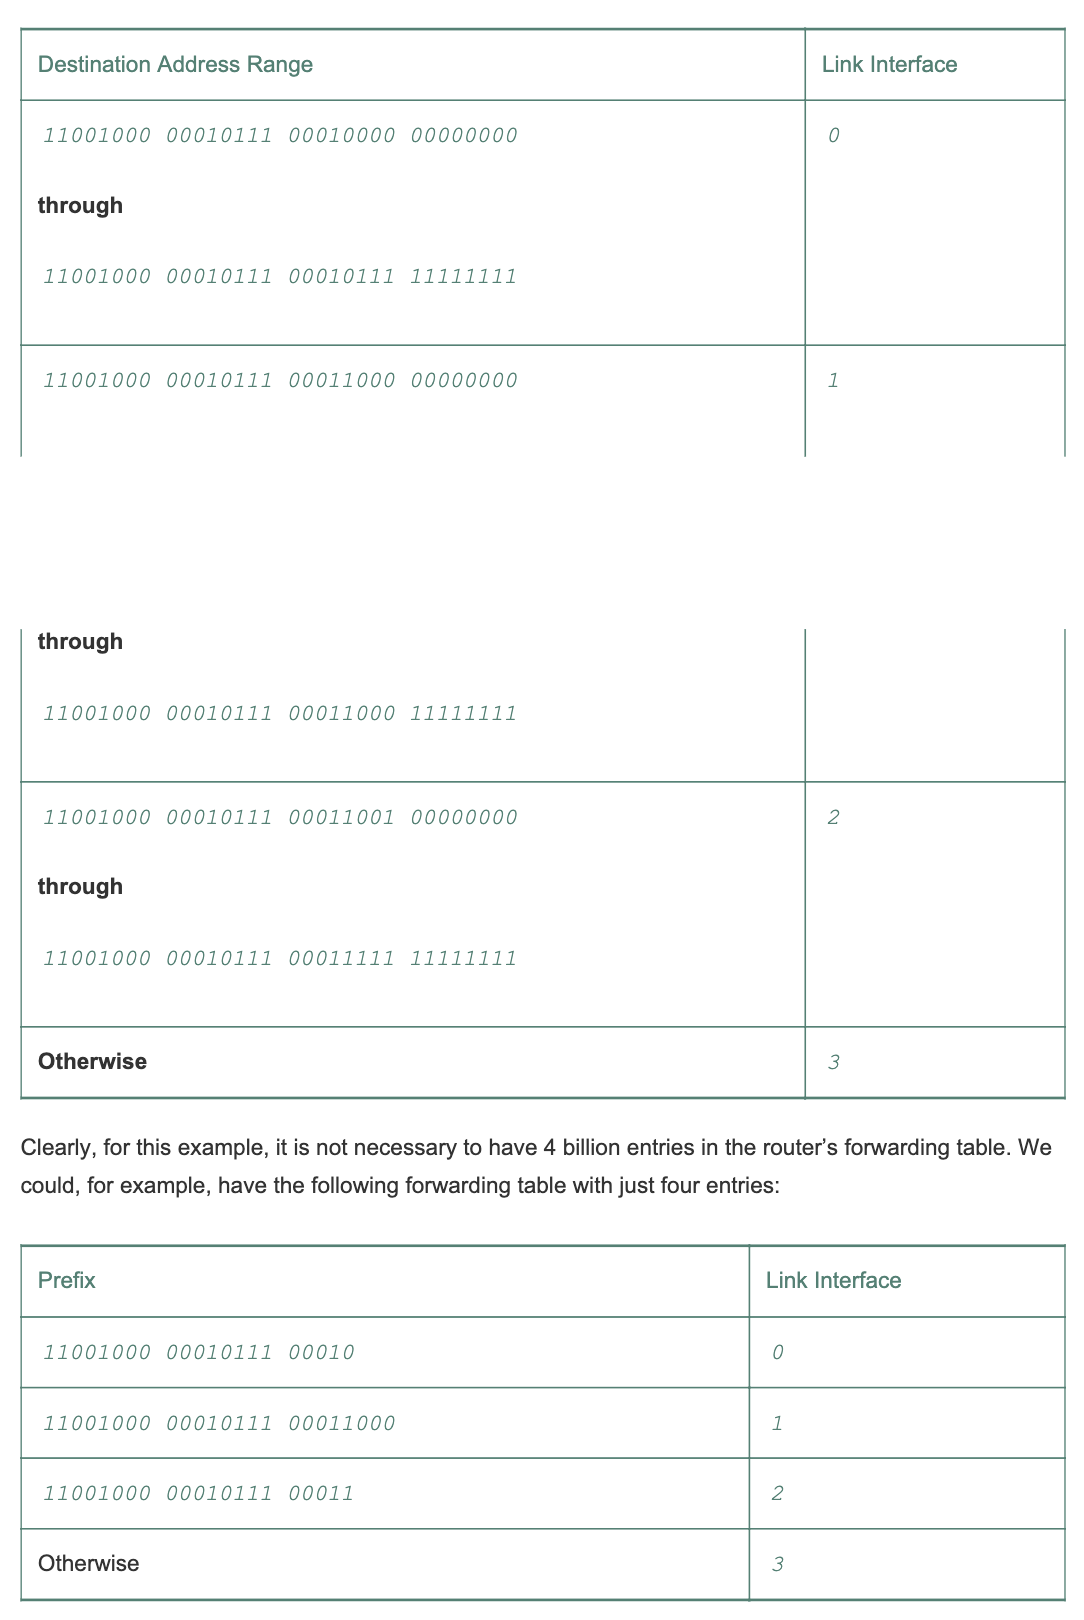 Destination Address Range Link Interface
11001000 00010111 00010000 00000000 0
through
11001000 00010111 00010111 11111111
11001000 00010111 00011000 00000000 1
through
11001000 00010111 00011000 11111111
11001000 00010111 00011001 00000000 2
through
11001000 00010111 00011111 11111111
Otherwise 3
Clearly, for this example, it is not necessary to have 4 billion entries in the router’s forwarding table. We
could, for example, have the following forwarding table with just four entries:
Prefix Link Interface
11001000 00010111 00010 0
11001000 00010111 00011000 1
11001000 00010111 00011 2
Otherwise 3